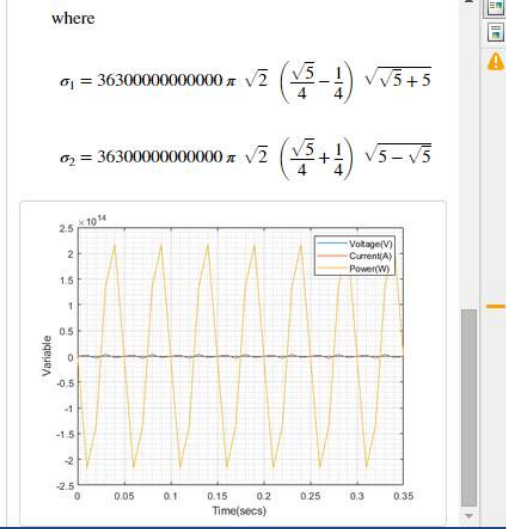 where
σ₁ = 36300000000000 π √2 (√5/4 − 1/4) √(√5 + 5)
σ₂ = 36300000000000 π √2 (√5/4 + 1/4) √(5 − √5)
×10¹⁴
Voltage(V)
Current(A)
Power(W)
2.5
2
1.5
1
0.5
0
-0.5
-1
-1.5
-2
-2.5
Variable
0 0.05 0.1 0.15 0.2 0.25 0.3 0.35
Time(secs)